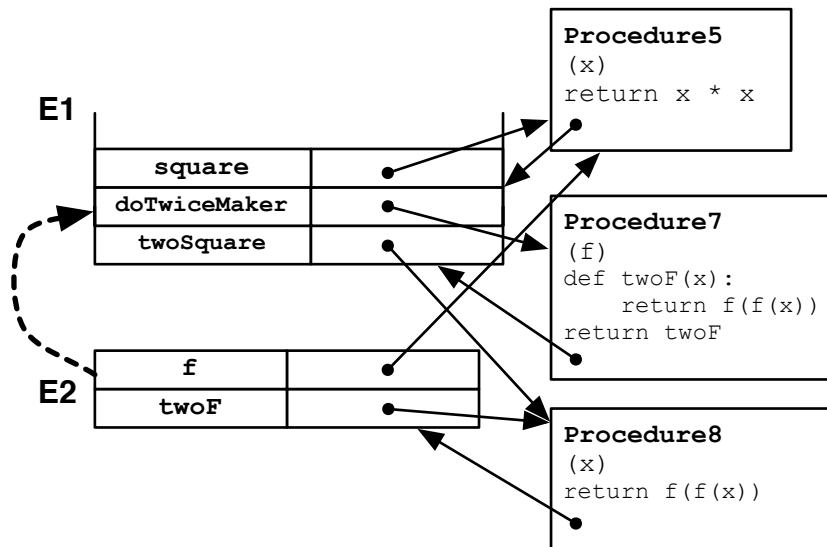 E1
square
doTwiceMaker
twoSquare
E2
f
twoF
Procedure5
(x)
return x * x
Procedure7
(f)
def twoF(x):
    return f(f(x))
return twoF
Procedure8
(x)
return f(f(x))